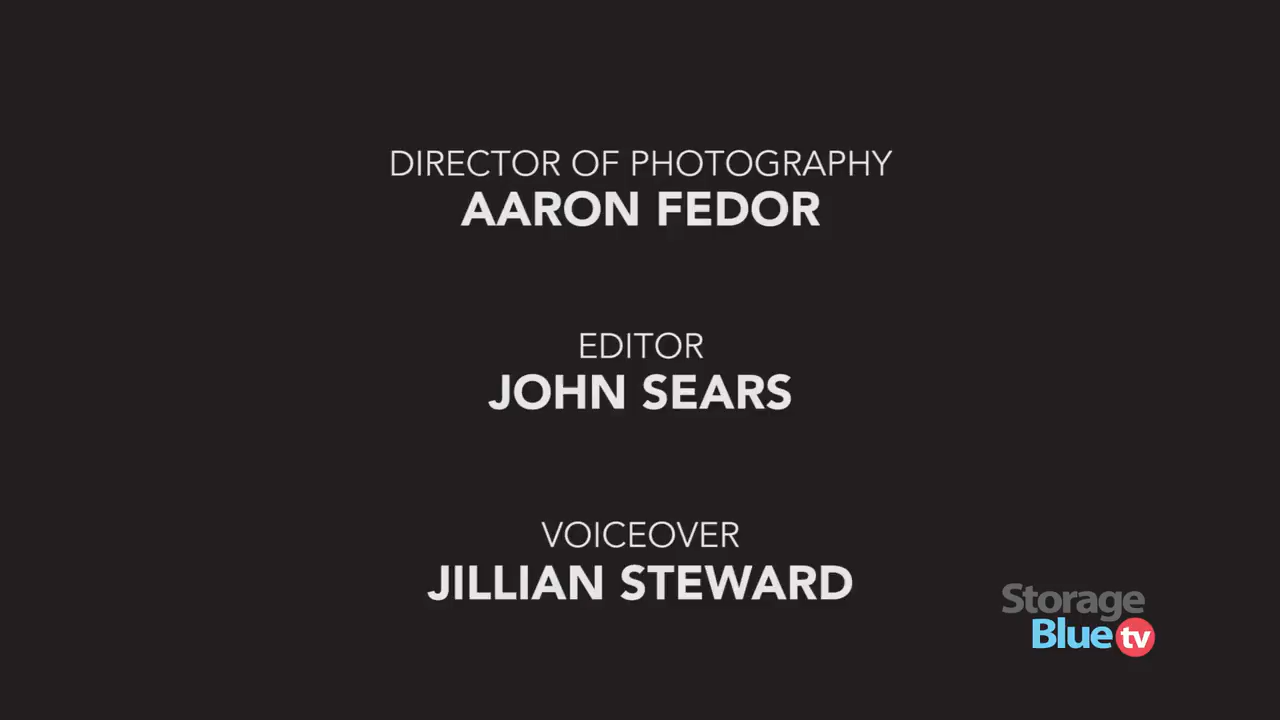 DIRECTOR OF PHOTOGRAPHY
AARON FEDOR
EDITOR
JOHN SEARS
VOICEOVER
JILLIAN STEWARD
Storage
Blue tv